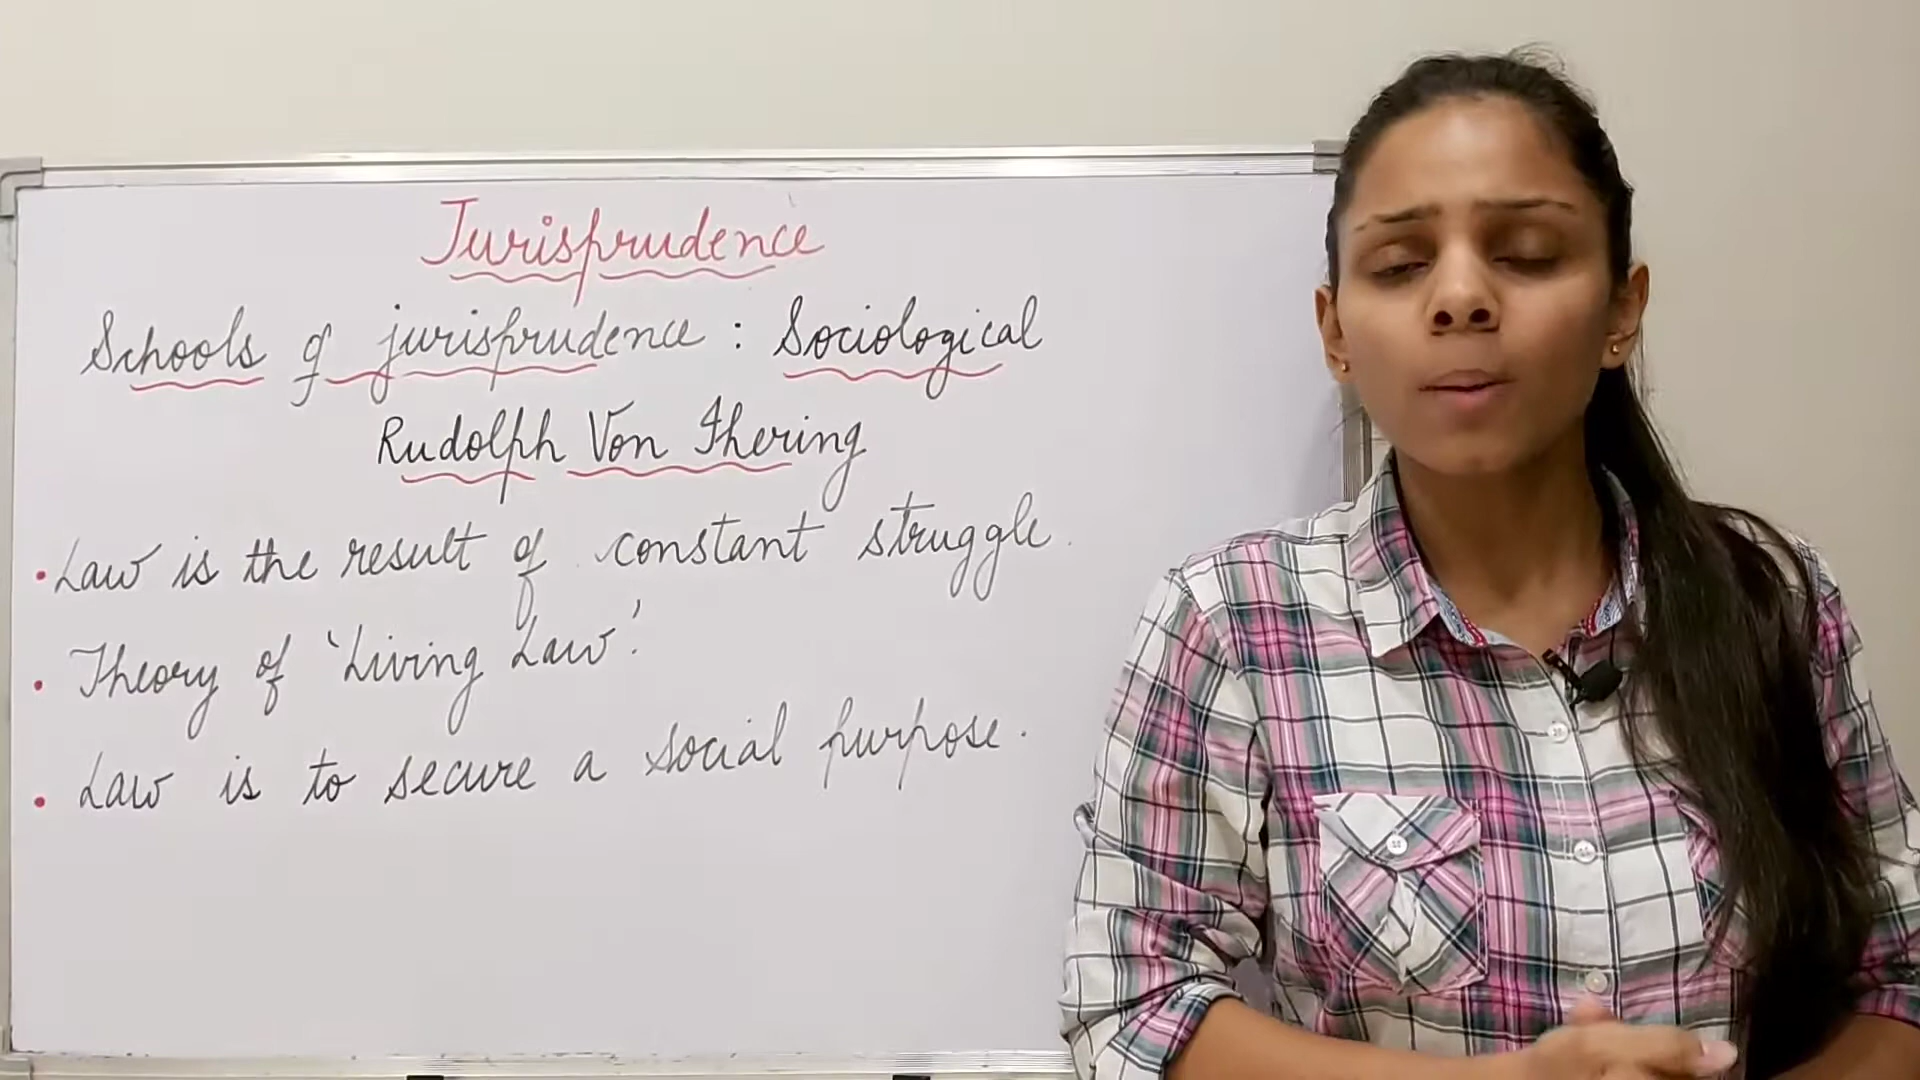 Jurisprudence
Schools of jurisprudence : Sociological
Rudolph Von Ihering
• Law is the result of constant struggle.
• Theory of 'Living Law'.
• Law is to secure a social purpose.